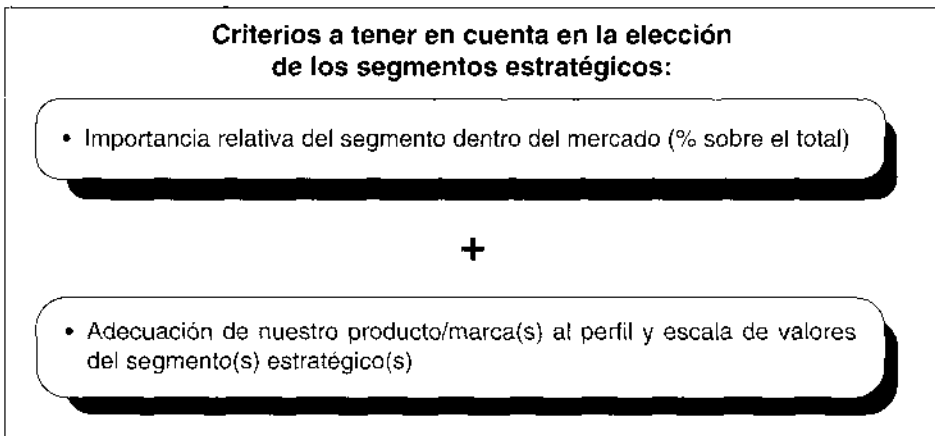 Criterios a tener en cuenta en la elección
de los segmentos estratégicos:
• Importancia relativa del segmento dentro del mercado (% sobre el total)
+
• Adecuación de nuestro producto/marca(s) al perfil y escala de valores
del segmento(s) estratégico(s)